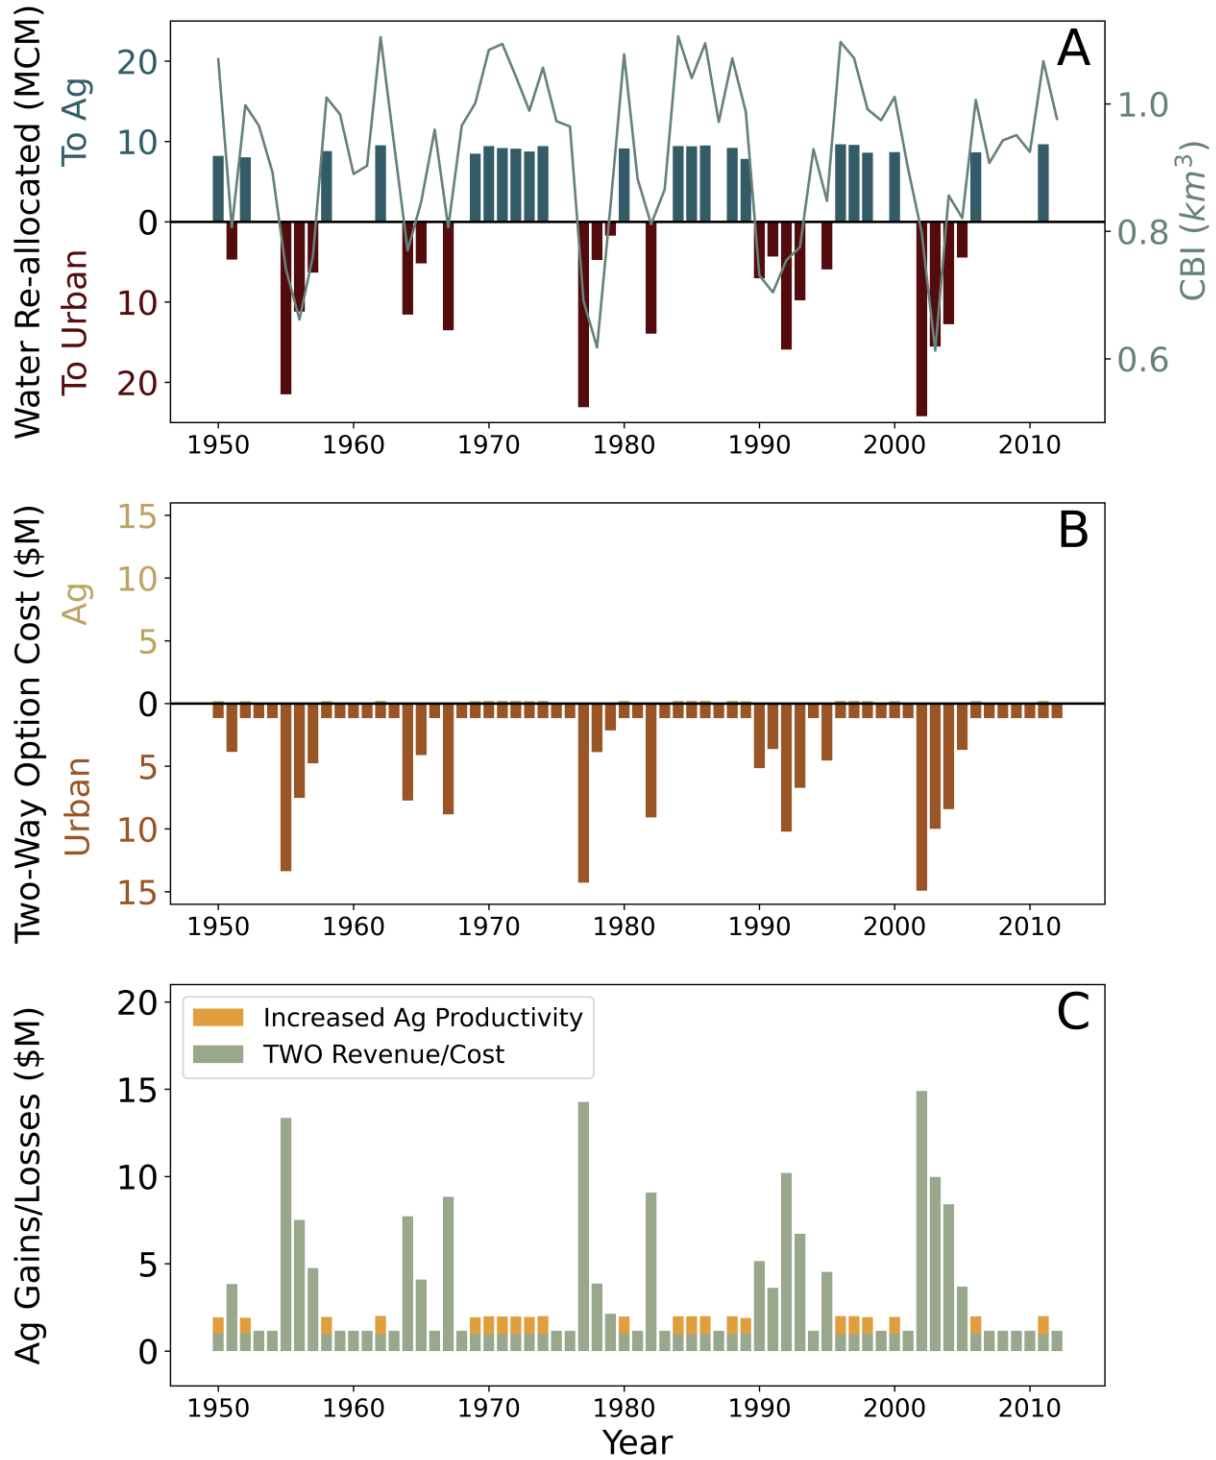 Water Re-allocated (MCM)
To Ag
To Urban
20
10
0
10
20
A
1.0
0.8
0.6
CBI (km³)
1950 1960 1970 1980 1990 2000 2010
Two-Way Option Cost ($M)
Ag
Urban
15
10
5
0
5
10
15
B
1950 1960 1970 1980 1990 2000 2010
Ag Gains/Losses ($M)
20
15
10
5
0
Increased Ag Productivity
TWO Revenue/Cost
C
1950 1960 1970 1980 1990 2000 2010
Year